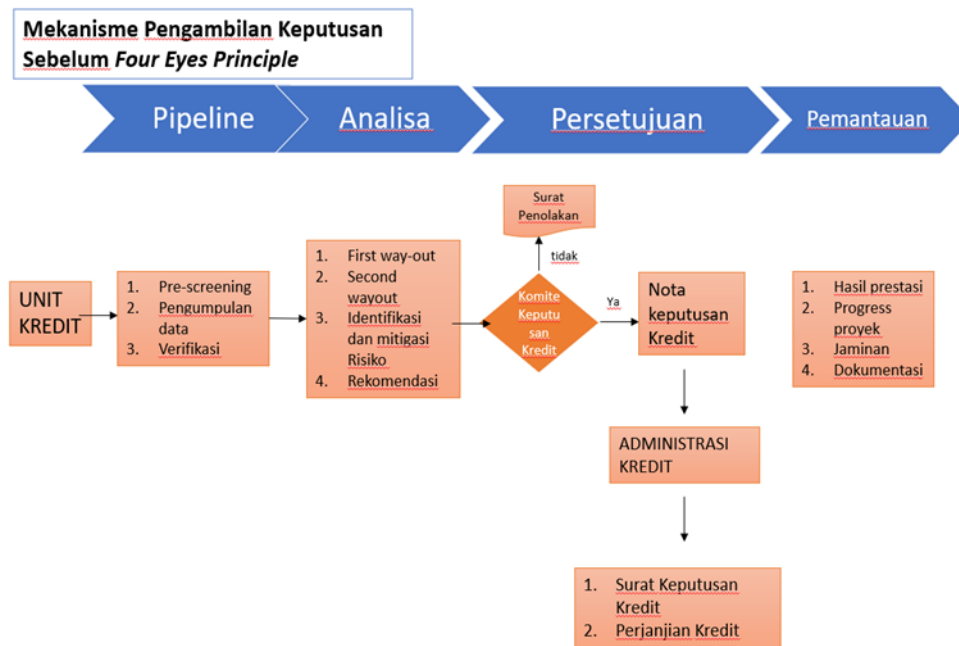 Mekanisme Pengambilan Keputusan
Sebelum Four Eyes Principle
Pipeline
Analisa
Persetujuan
Pemantauan
Surat
Penolakan
tidak
UNIT
KREDIT
1. Pre-screening
2. Pengumpulan
data
3. Verifikasi
1. First way-out
2. Second
wayout
3. Identifikasi
dan mitigasi
Risiko
4. Rekomendasi
Komite
Keputu
san
Kredit
Ya
Nota
keputusan
Kredit
1. Hasil prestasi
2. Progress
proyek
3. Jaminan
4. Dokumentasi
ADMINISTRASI
KREDIT
1. Surat Keputusan
Kredit
2. Perjanjian Kredit